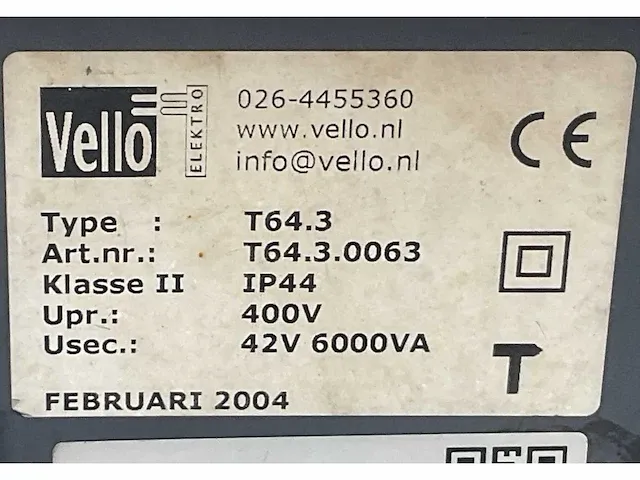 Vello
ELEKTRO
026-4455360
www.vello.nl
info@vello.nl
CE
Type : T64.3
Art.nr.: T64.3.0063
Klasse II IP44
Upr.: 400V
Usec.: 42V 6000VA
T
FEBRUARI 2004